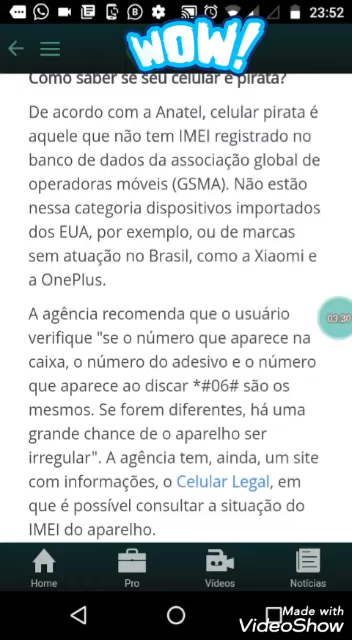 23:52
WOW!
Como saber se seu celular é pirata?
De acordo com a Anatel, celular pirata é
aquele que não tem IMEI registrado no
banco de dados da associação global de
operadoras móveis (GSMA). Não estão
nessa categoria dispositivos importados
dos EUA, por exemplo, ou de marcas
sem atuação no Brasil, como a Xiaomi e
a OnePlus.
A agência recomenda que o usuário
verifique "se o número que aparece na
caixa, o número do adesivo e o número
que aparece ao discar *#06# são os
mesmos. Se forem diferentes, há uma
grande chance de o aparelho ser
irregular". A agência tem, ainda, um site
com informações, o Celular Legal, em
que é possível consultar a situação do
IMEI do aparelho.
03:30
Home Pro Vídeos Notícias
Made with
VideoShow